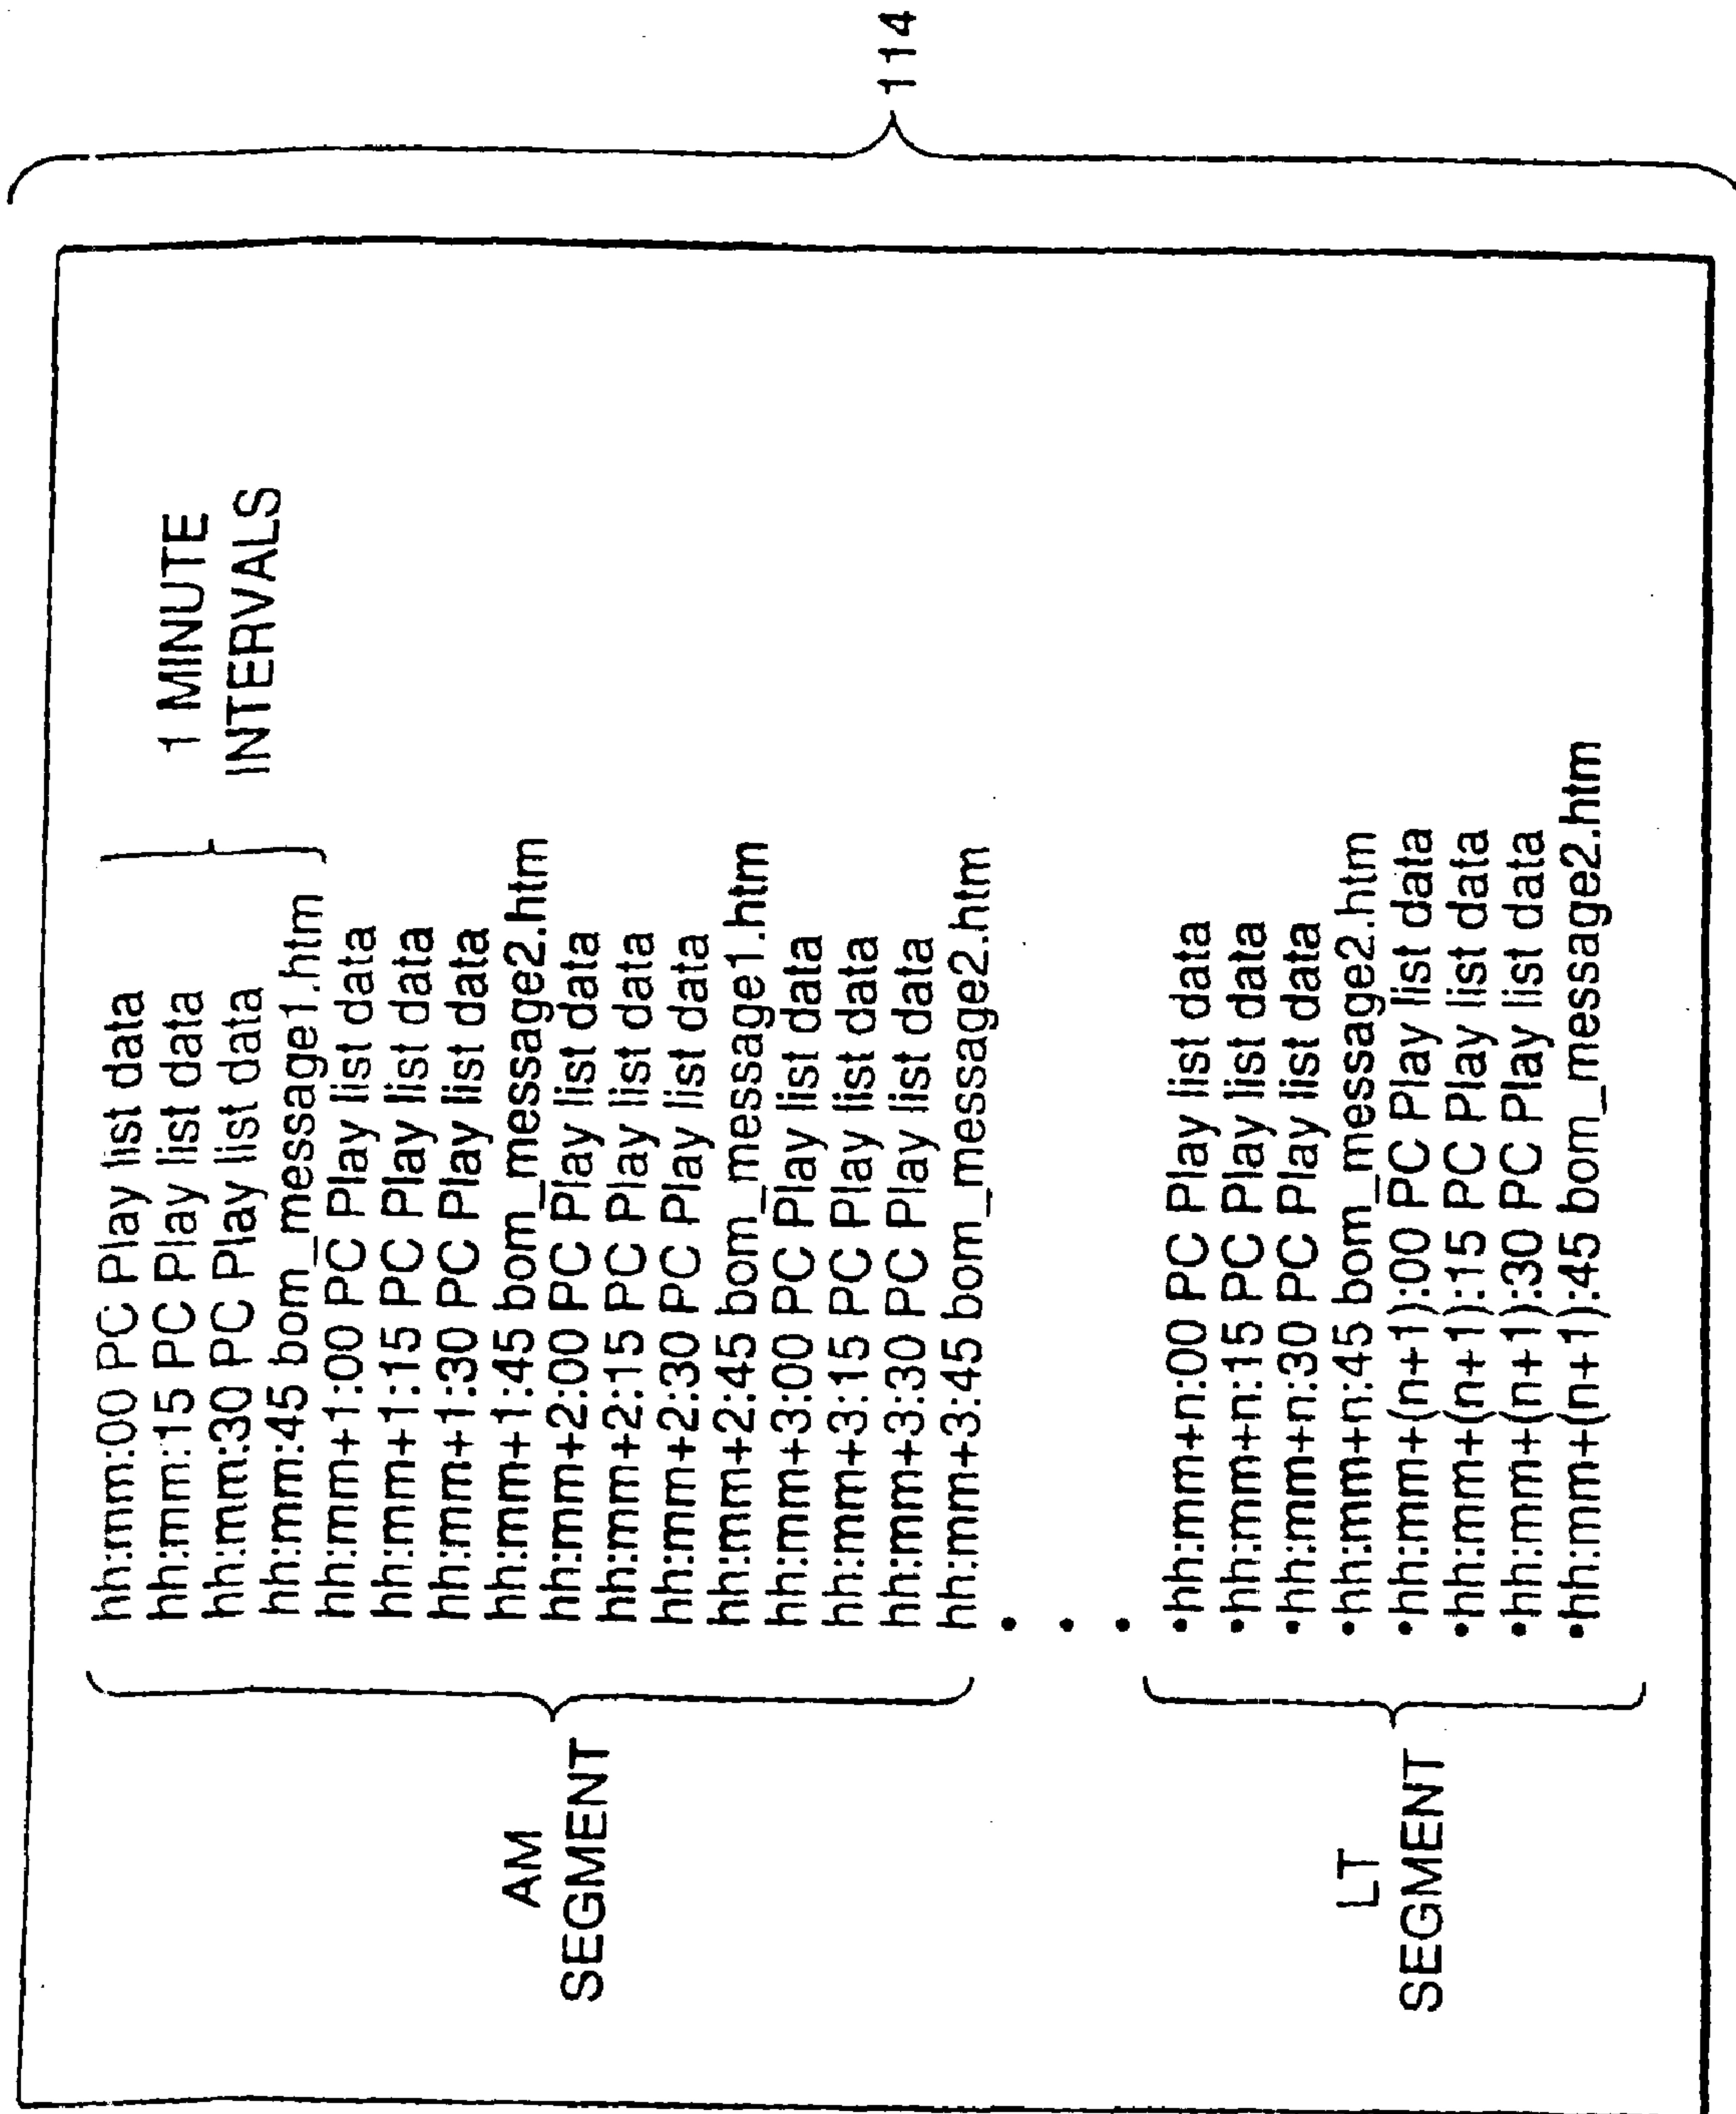 114
1 MINUTE
INTERVALS
AM
SEGMENT
hh:mm:00 PC Play list data
hh:mm:15 PC Play list data
hh:mm:30 PC Play list data
hh:mm:45 bom_message1.htm
hh:mm+1:00 PC Play list data
hh:mm+1:15 PC Play list data
hh:mm+1:30 PC Play list data
hh:mm+1:45 bom_message2.htm
hh:mm+2:00 PC Play list data
hh:mm+2:15 PC Play list data
hh:mm+2:30 PC Play list data
hh:mm+2:45 bom_message1.htm
hh:mm+3:00 PC Play list data
hh:mm+3:15 PC Play list data
hh:mm+3:30 PC Play list data
hh:mm+3:45 bom_message2.htm
•
•
•
LT
SEGMENT
•hh:mm+n:00 PC Play list data
•hh:mm+n:15 PC Play list data
•hh:mm+n:30 PC Play list data
•hh:mm+n:45 bom_message2.htm
•hh:mm+(n+1):00 PC Play list data
•hh:mm+(n+1):15 PC Play list data
•hh:mm+(n+1):30 PC Play list data
•hh:mm+(n+1):45 bom_message2.htm